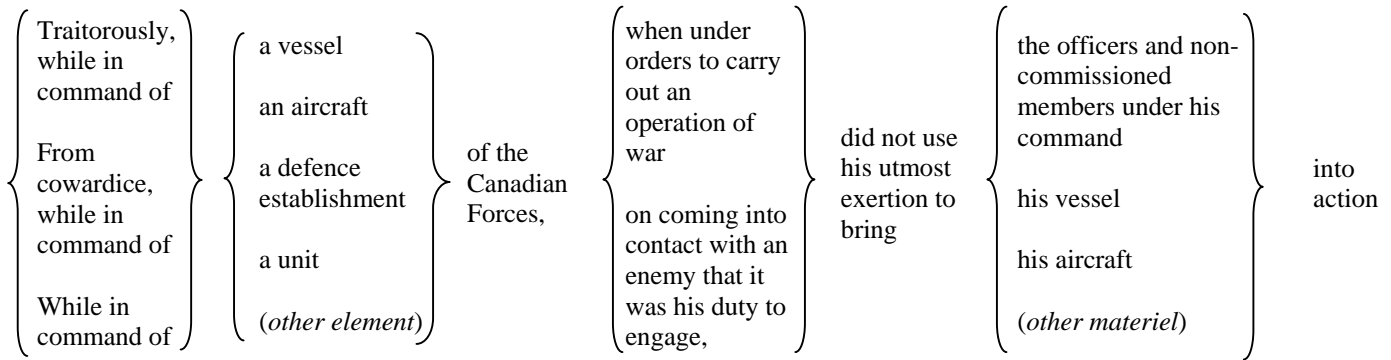 Traitorously,
while in
command of
From
cowardice,
while in
command of
While in
command of
a vessel
an aircraft
a defence
establishment
a unit
(other element)
of the
Canadian
Forces,
when under
orders to carry
out an
operation of
war
on coming into
contact with an
enemy that it
was his duty to
engage,
did not use
his utmost
exertion to
bring
the officers and non-
commissioned
members under his
command
his vessel
his aircraft
(other materiel)
into
action